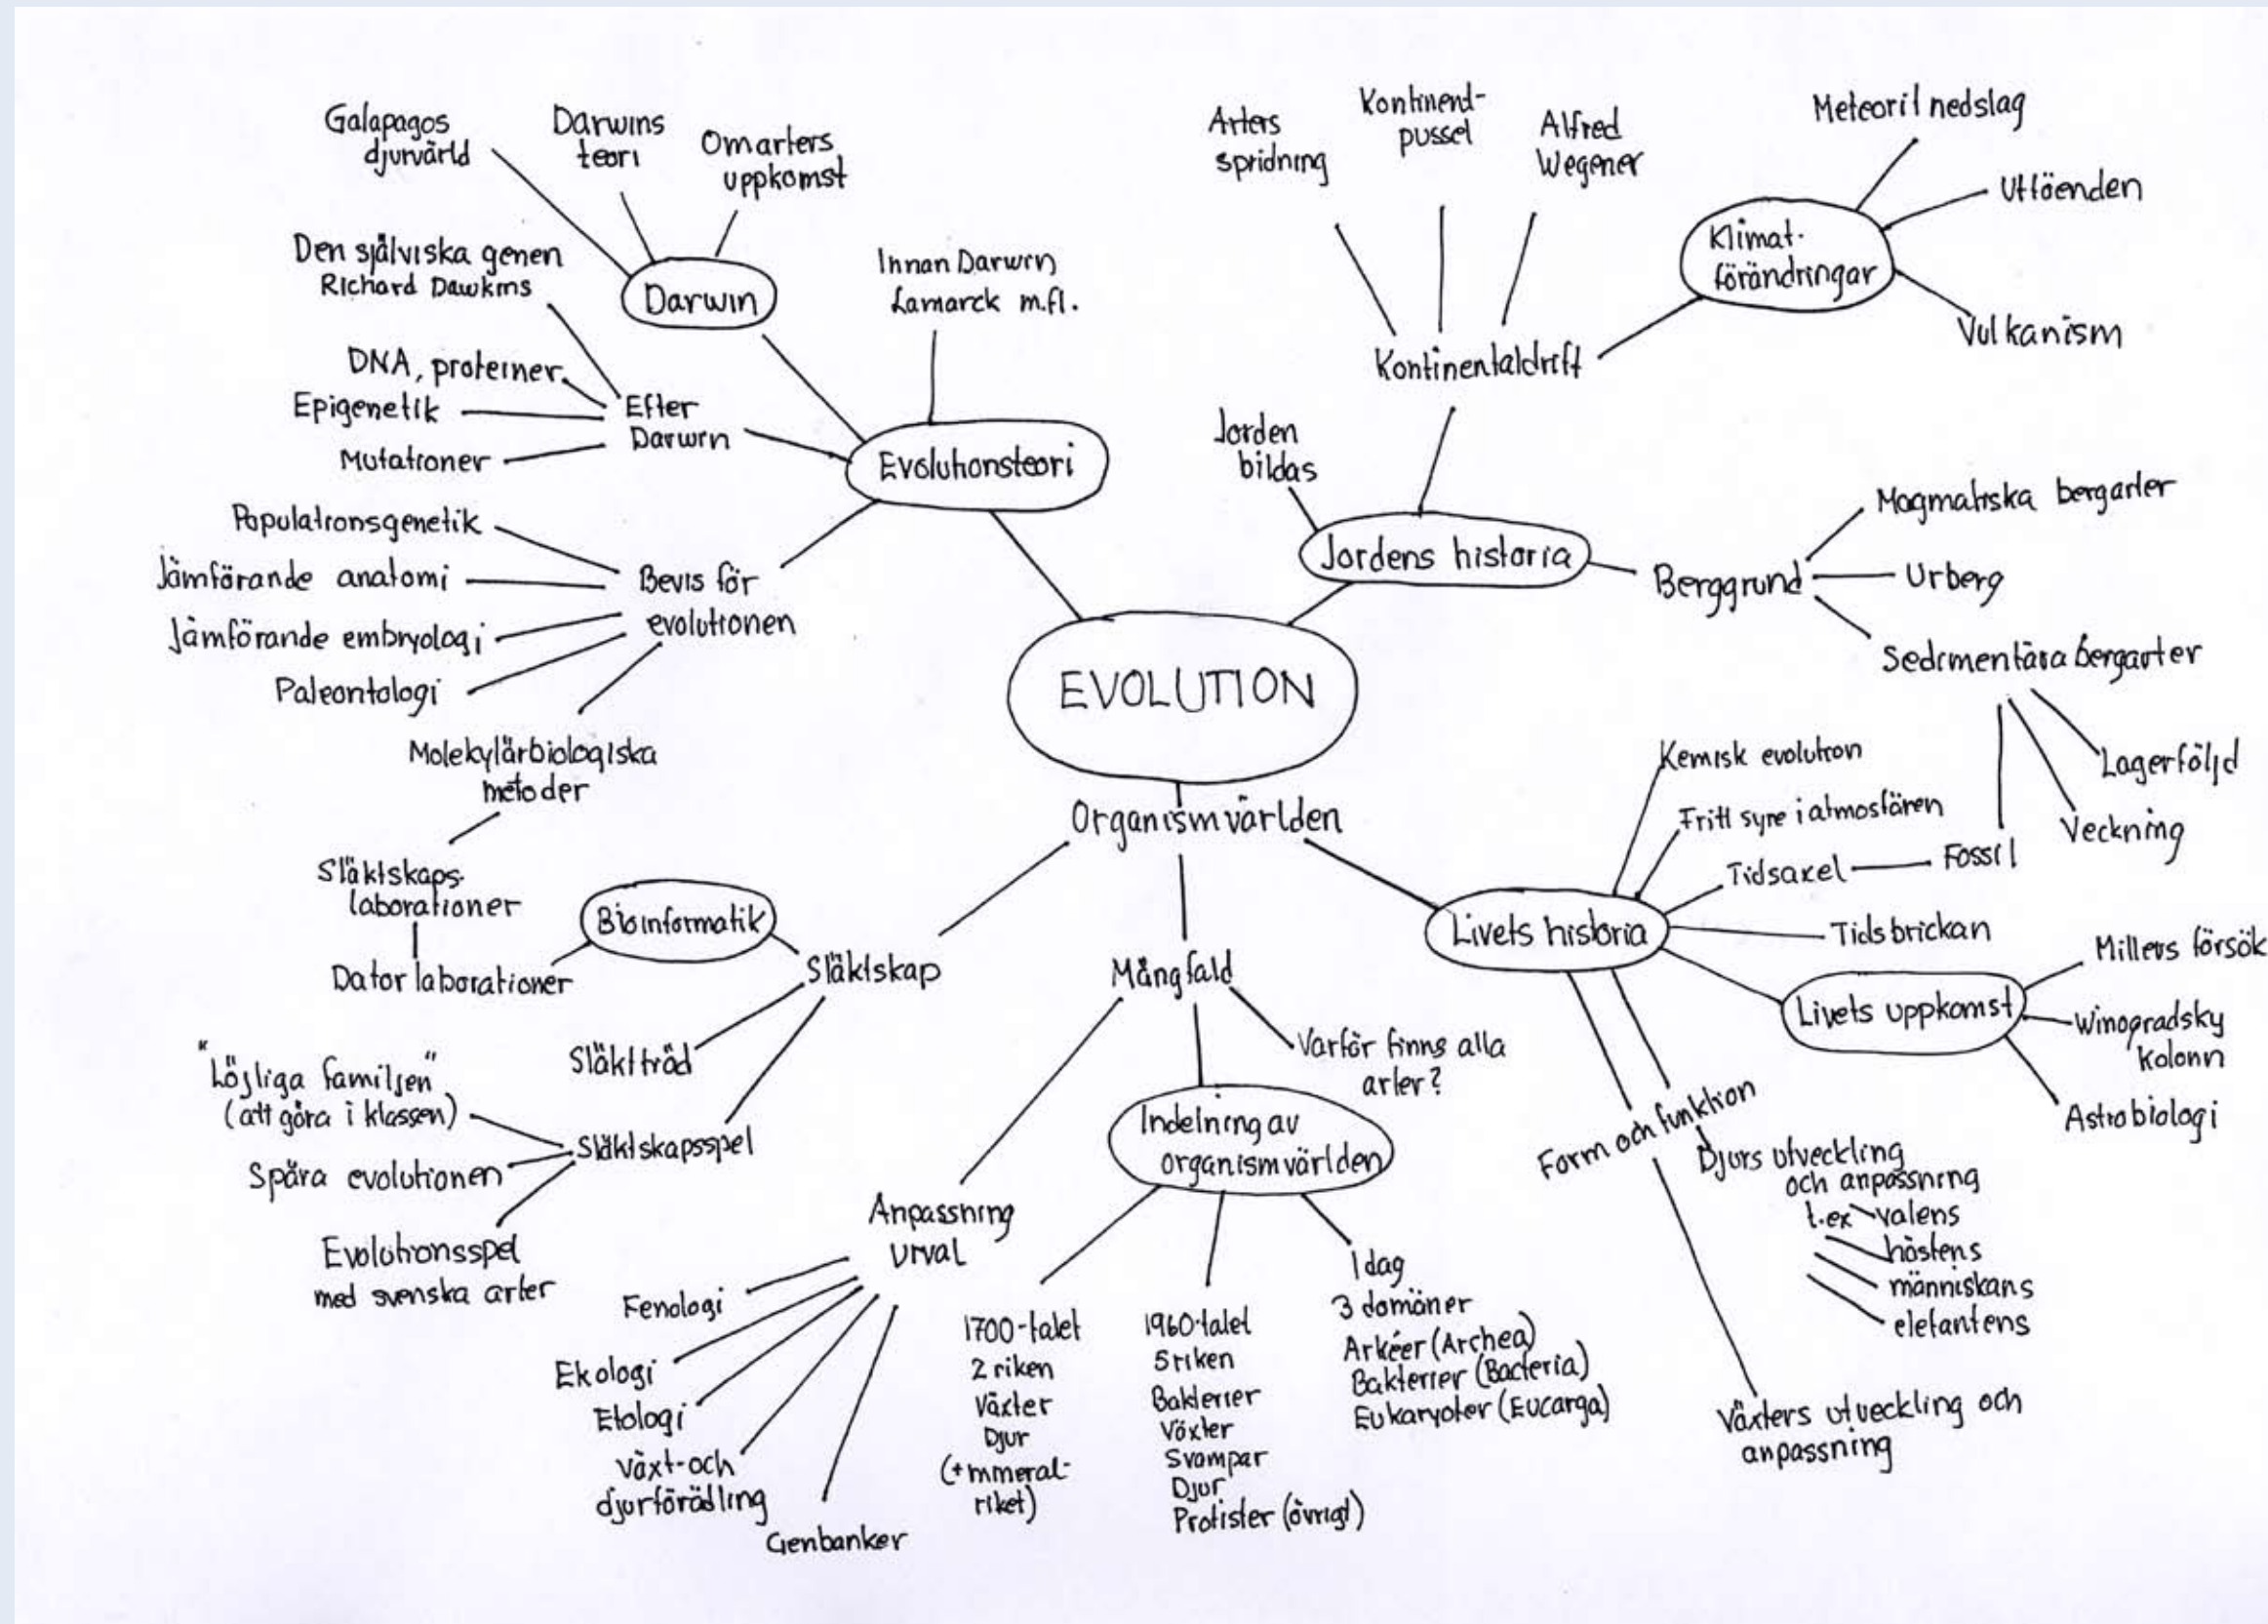 Galapagos
djurvärld
Darwins
teori
Om arters
uppkomst
Den själviska genen
Richard Dawkins
Darwin
Innan Darwin
Lamarck m.fl.
DNA, proteiner
Epigenetik
Mutationer
Efter
Darwin
Evolutionsteori
Populationsgenetik
Jämförande anatomi
Jämförande embryologi
Paleontologi
Bevis för
evolutionen
Molekylärbiologiska
metoder
Släktskaps-
laborationer
Dator laborationer
Bioinformatik
Arters
spridning
Kontinent-
pussel
Alfred
Wegener
Meteorit nedslag
Utdöenden
Klimat-
förändringar
Vulkanism
Kontinentaldrift
Jorden
bildas
Jordens historia
Berggrund
Magmatiska bergarter
Urberg
Sedimentära bergarter
Lagerföljd
Veckning
Fossil
EVOLUTION
Organismvärlden
Släktskap
Släktträd
Släktskapsspel
"Löjliga familjen"
(att göra i klassen)
Spåra evolutionen
Evolutionsspel
med svenska arter
Mångfald
Varför finns alla
arter?
Indelning av
organismvärlden
Anpassning
Urval
Fenologi
Ekologi
Etologi
växt- och
djurförädling
Genbanker
1700-talet
2 riken
Växter
Djur
(+ mineral-
riket)
1960-talet
5 riken
Bakterier
Växter
Svampar
Djur
Protister (övrigt)
Idag
3 domäner
Arkéer (Archea)
Bakterier (Bacteria)
Eukaryoter (Eucarya)
Kemisk evolution
Fritt syre i atmosfären
Tidsaxel
Livets historia
Tidsbrickan
Livets uppkomst
Millers försök
Winogradsky
kolonn
Astrobiologi
Form och funktion
Djurs utveckling
och anpassning
t.ex valens
hästens
människans
elefantens
Växters utveckling och
anpassning